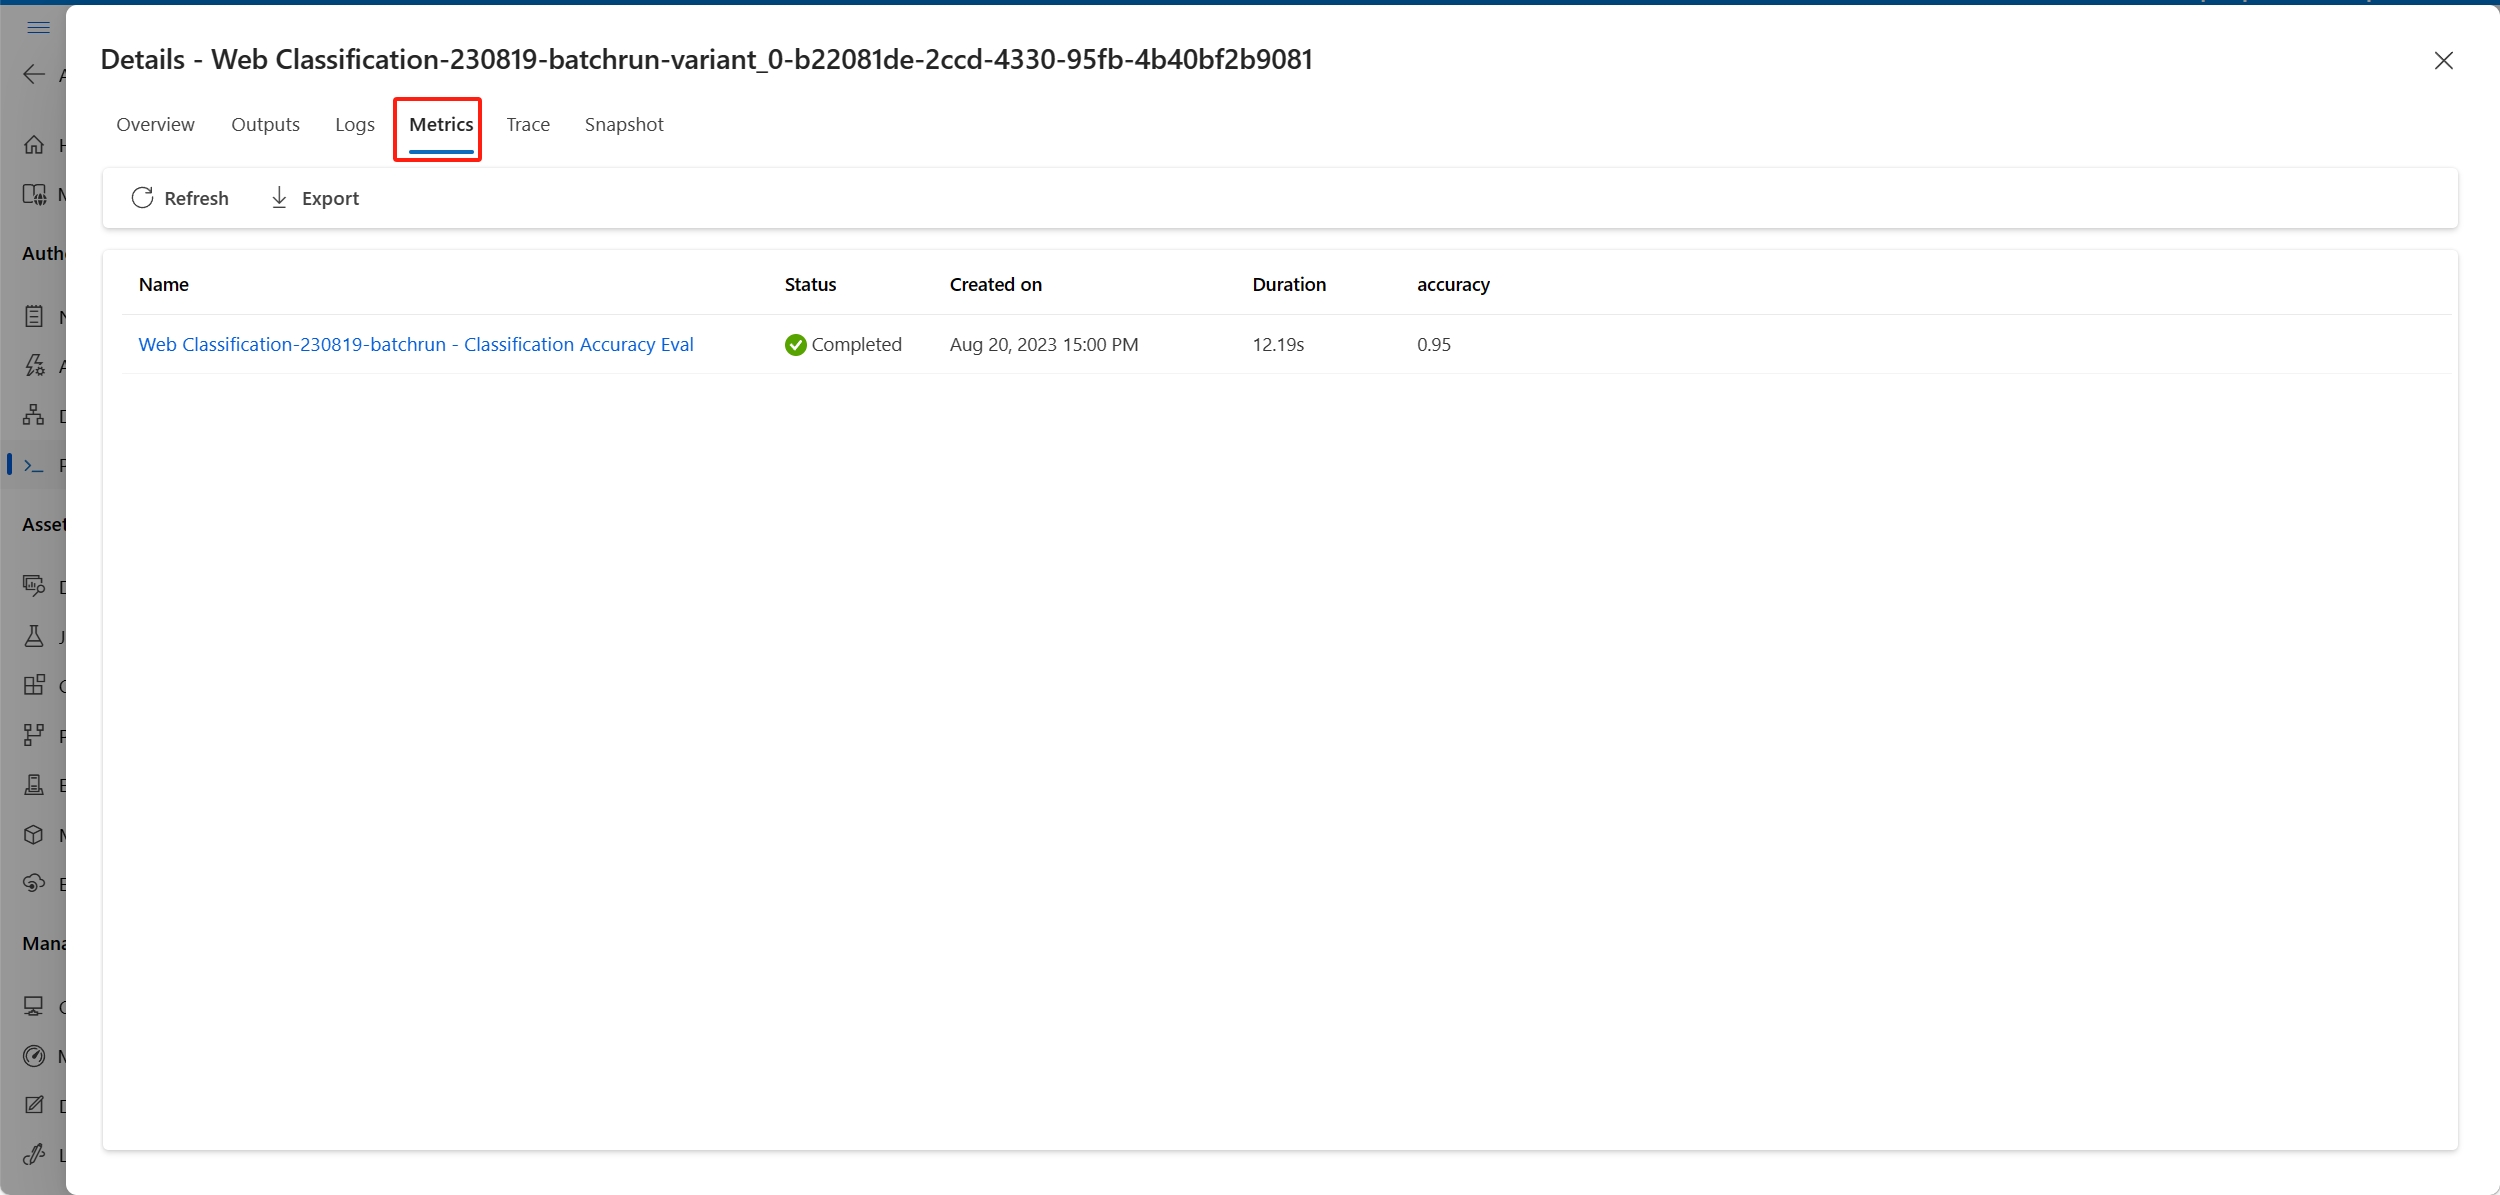 Details - Web Classification-230819-batchrun-variant_0-b22081de-2ccd-4330-95fb-4b40bf2b9081
Overview Outputs Logs Metrics Trace Snapshot
Refresh Export
Name Status Created on Duration accuracy
Web Classification-230819-batchrun - Classification Accuracy Eval Completed Aug 20, 2023 15:00 PM 12.19s 0.95